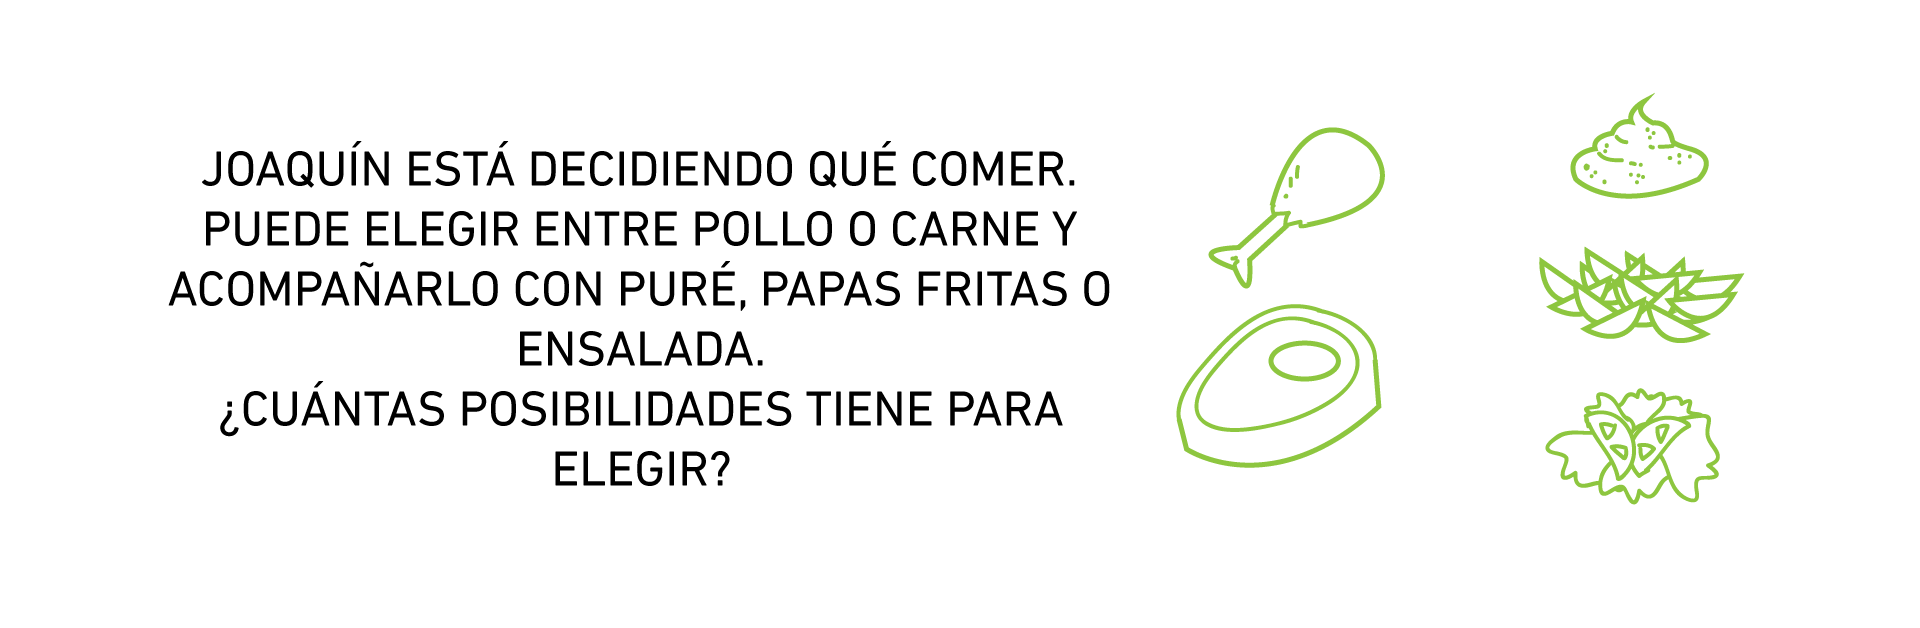 JOAQUÍN ESTÁ DECIDIENDO QUÉ COMER.
PUEDE ELEGIR ENTRE POLLO O CARNE Y
ACOMPAÑARLO CON PURÉ, PAPAS FRITAS O
ENSALADA.
¿CUÁNTAS POSIBILIDADES TIENE PARA
ELEGIR?